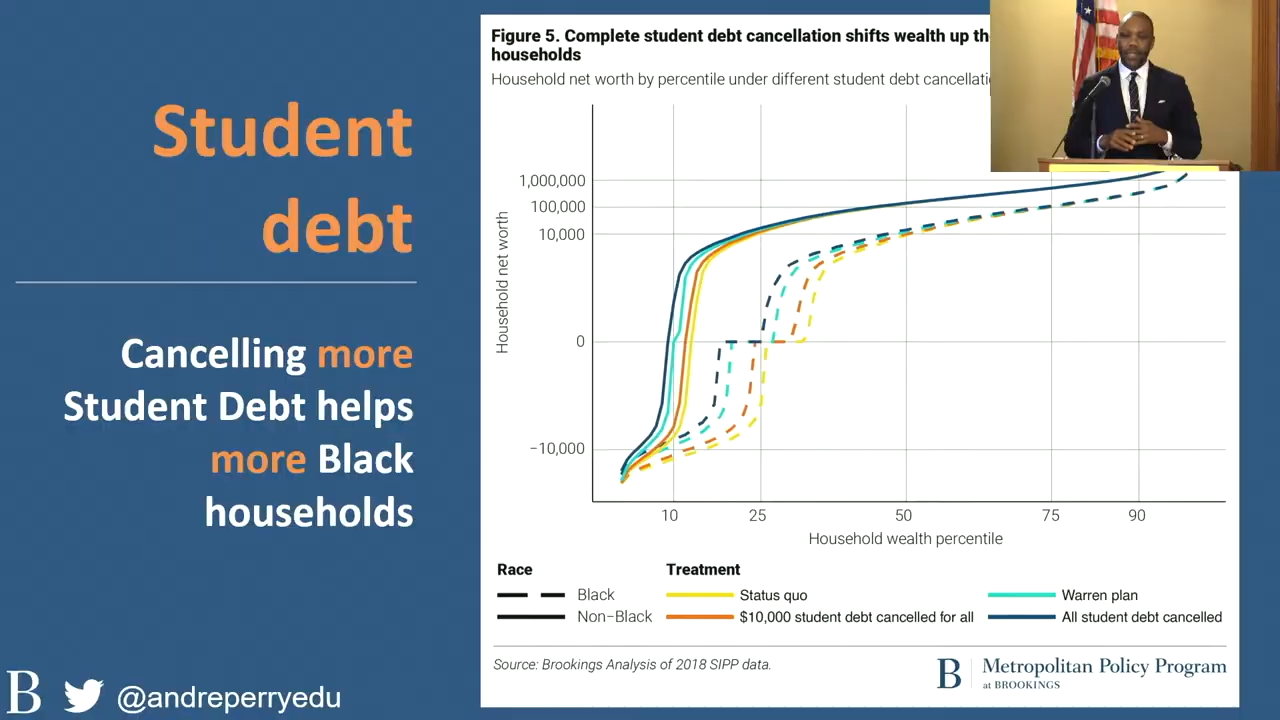 Student
debt
Cancelling more
Student Debt helps
more Black
households
B @andreperryedu
Figure 5. Complete student debt cancellation shifts wealth up
households
Household net worth by percentile under different student debt
Household net worth
1,000,000
100,000
10,000
0
−10,000
10 25 50 75 90
Household wealth percentile
Race Treatment
Black Status quo Warren plan
Non−Black $10,000 student debt cancelled for all All student debt cancelled
Source: Brookings Analysis of 2018 SIPP data.
B Metropolitan Policy Program
at BROOKINGS